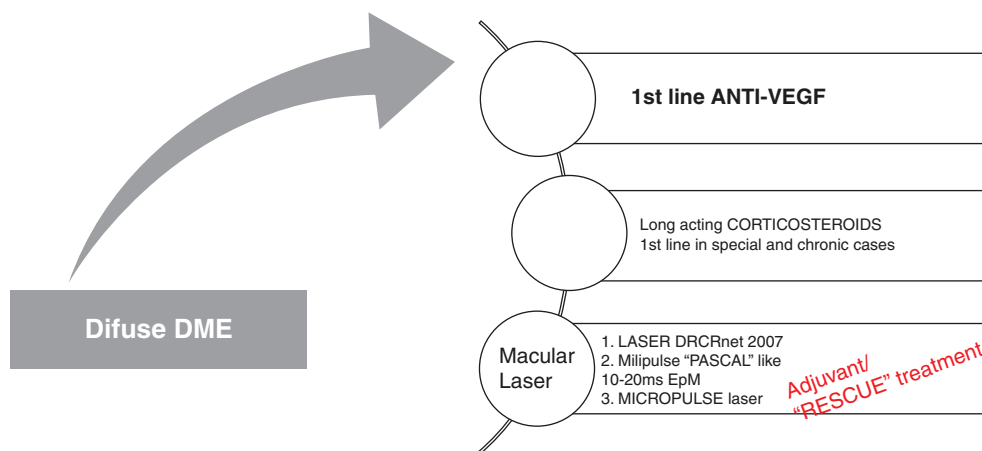 1st line ANTI-VEGF
Long acting CORTICOSTEROIDS
1st line in special and chronic cases
Difuse DME
Macular
Laser
1. LASER DRCRnet 2007
2. Milipulse “PASCAL” like
10-20ms EpM
3. MICROPULSE laser
Adjuvant/
“RESCUE” treatment